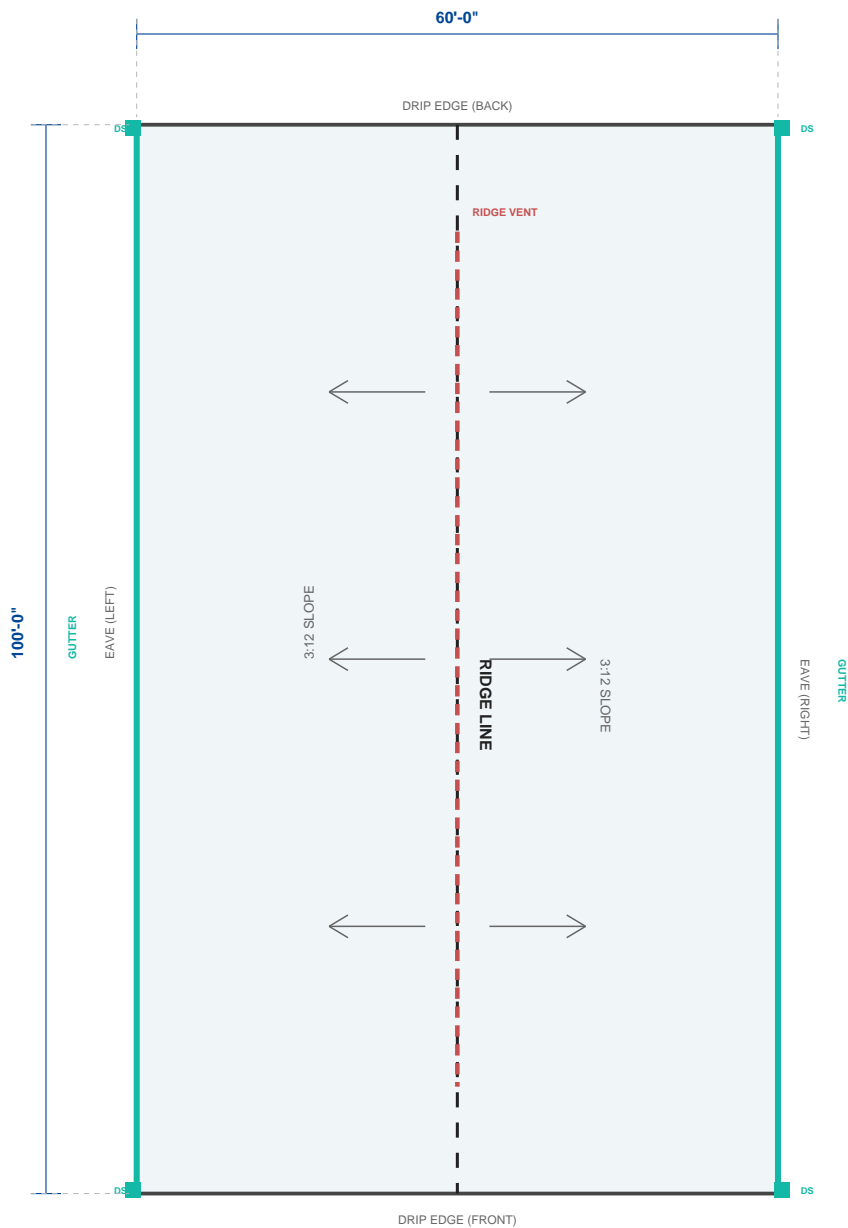 60'-0"
DRIP EDGE (BACK)
DS
DS
RIDGE VENT
100'-0"
GUTTER
EAVE (LEFT)
3:12 SLOPE
RIDGE LINE
3:12 SLOPE
EAVE (RIGHT)
GUTTER
DS
DS
DRIP EDGE (FRONT)